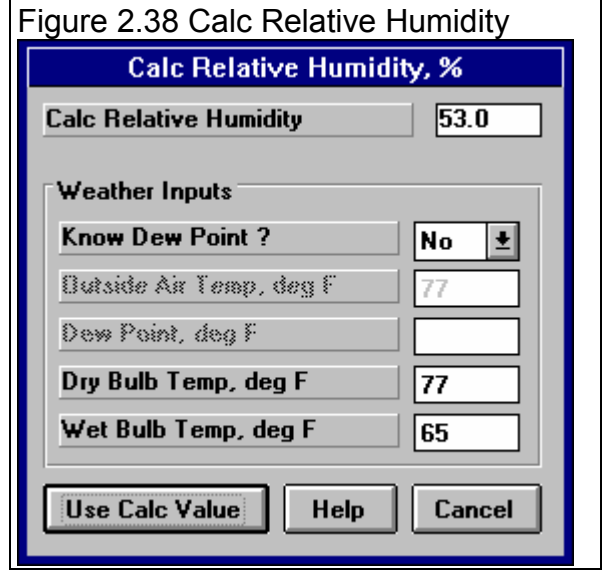 Figure 2.38 Calc Relative Humidity
Calc Relative Humidity, %
Calc Relative Humidity 53.0
Weather Inputs
Know Dew Point ? No
Outside Air Temp, deg F 77
Dew Point, deg F
Dry Bulb Temp, deg F 77
Wet Bulb Temp, deg F 65
Use Calc Value Help Cancel